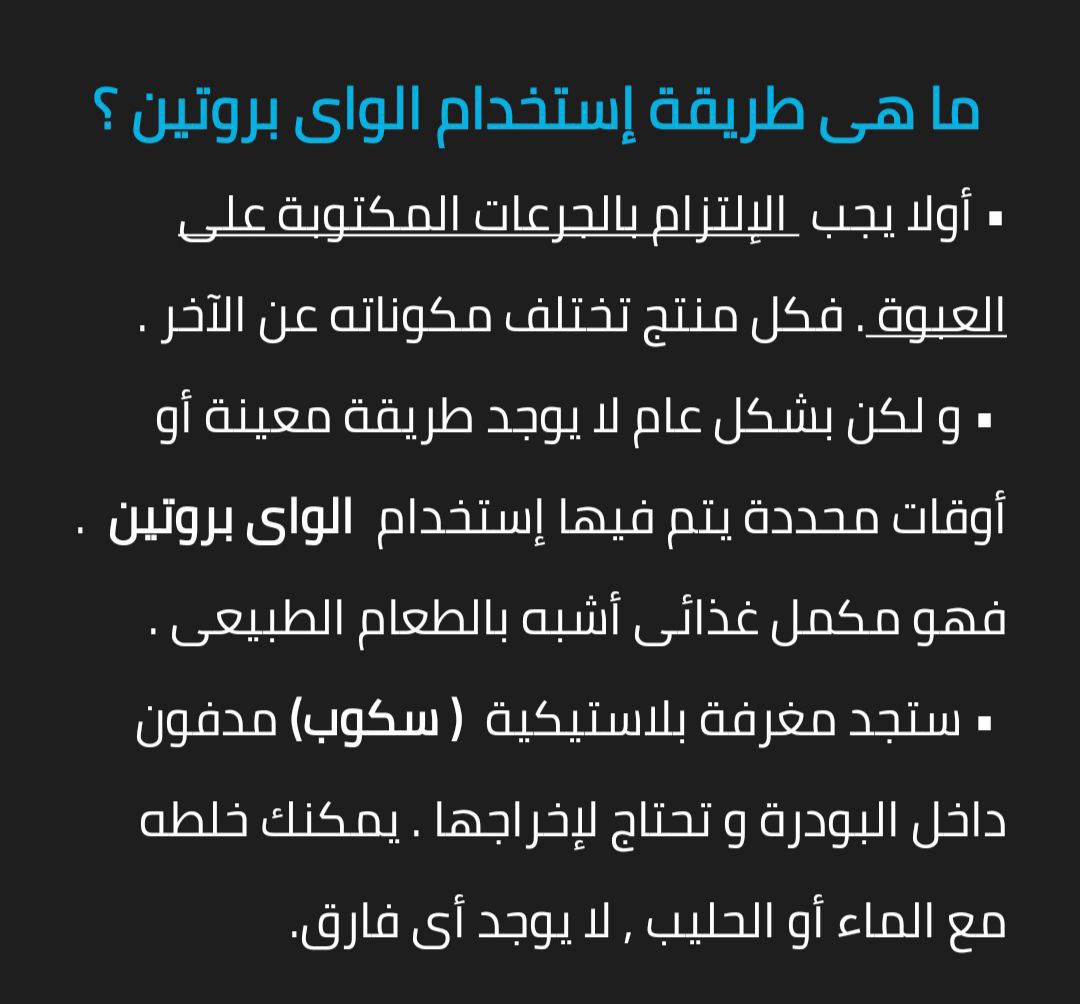 ما هى طريقة إستخدام الواى بروتين ؟
▪ أولا يجب الإلتزام بالجرعات المكتوبة على
العبوة . فكل منتج تختلف مكوناته عن الآخر .
▪ و لكن بشكل عام لا يوجد طريقة معينة أو
أوقات محددة يتم فيها إستخدام الواى بروتين .
فهو مكمل غذائى أشبه بالطعام الطبيعى .
▪ ستجد مغرفة بلاستيكية ( سكوب) مدفون
داخل البودرة و تحتاج لإخراجها . يمكنك خلطه
مع الماء أو الحليب , لا يوجد أى فارق.